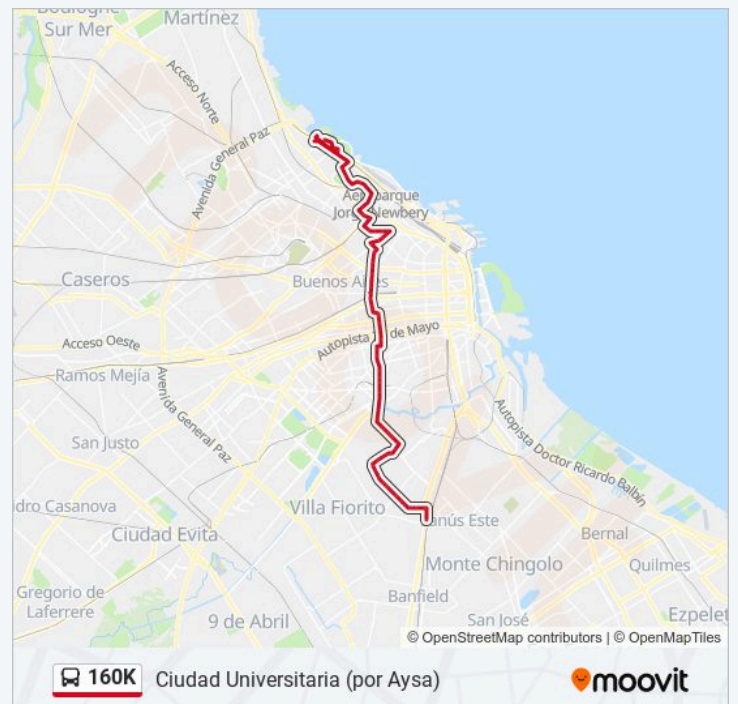 Boulogne
Sur Mer
Martínez
Acceso Norte
Avenida General Paz
Aeroparque
Jorge Newbery
Caseros
Buenos Aires
Acceso Oeste
Autopista 25 de Mayo
Ramos Mejía
Avenida General Paz
San Justo
Autopista Doctor Ricardo Balbín
idro Casanova
Villa Fiorito
anús Este
Ciudad Evita
Bernal
Monte Chingolo
Quilmes
Gregorio de
Laferrere
Banfield
9 de Abril
San José
Ezpelet
© OpenStreetMap contributors | © OpenMapTiles
160K Ciudad Universitaria (por Aysa)
moovit